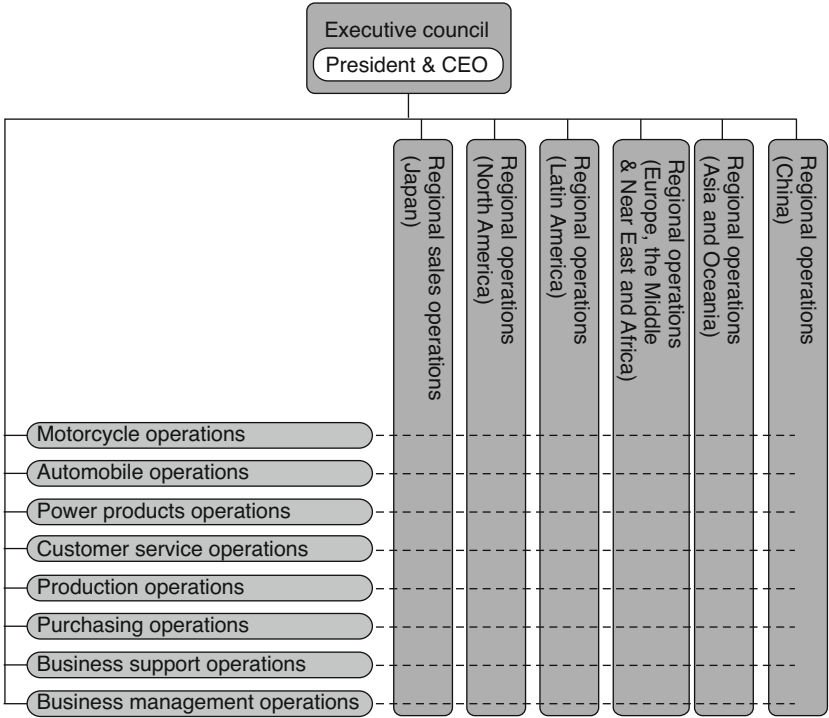 Executive council
President & CEO
Regional sales operations
(Japan)
Regional operations
(North America)
Regional operations
(Latin America)
Regional operations
(Europe, the Middle
& Near East and Africa)
Regional operations
(Asia and Oceania)
Regional operations
(China)
Motorcycle operations
Automobile operations
Power products operations
Customer service operations
Production operations
Purchasing operations
Business support operations
Business management operations